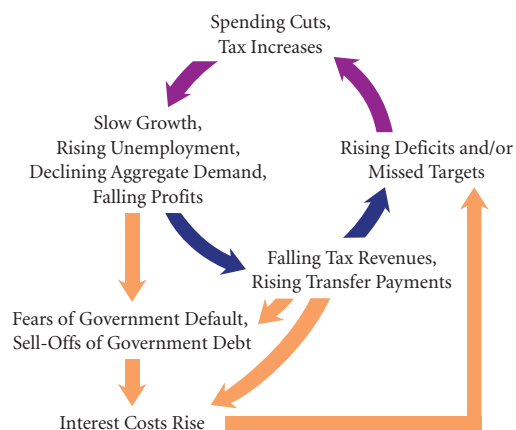 Spending Cuts,
Tax Increases
Slow Growth,
Rising Unemployment,
Declining Aggregate Demand,
Falling Profits
Rising Deficits and/or
Missed Targets
Falling Tax Revenues,
Rising Transfer Payments
Fears of Government Default,
Sell-Offs of Government Debt
Interest Costs Rise